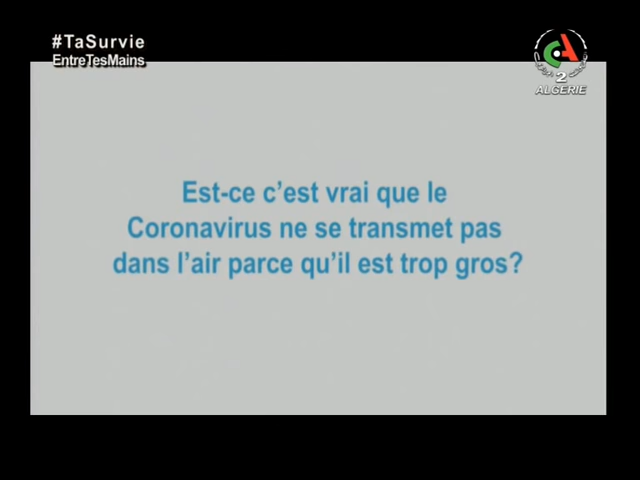 #TaSurvie
EntreTesMains
2
ALGERIE
Est-ce c'est vrai que le
Coronavirus ne se transmet pas
dans l'air parce qu'il est trop gros?